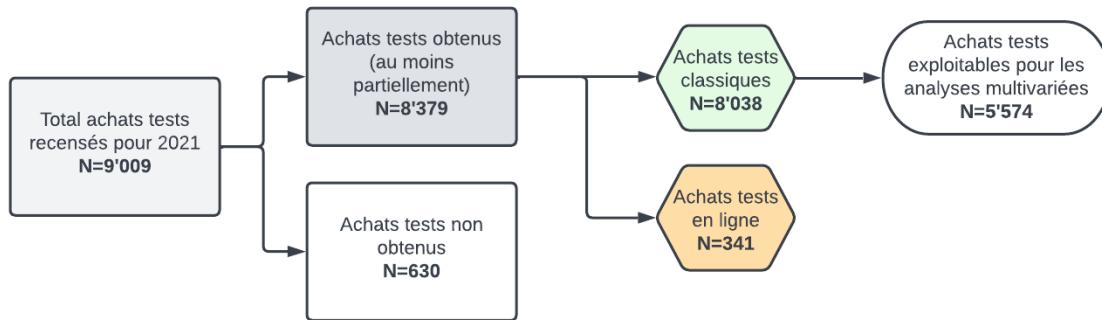 Total achats tests
recensés pour 2021
N=9'009
Achats tests obtenus
(au moins
partiellement)
N=8'379
Achats tests non
obtenus
N=630
Achats tests
classiques
N=8'038
Achats tests
en ligne
N=341
Achats tests
exploitables pour les
analyses multivariées
N=5'574